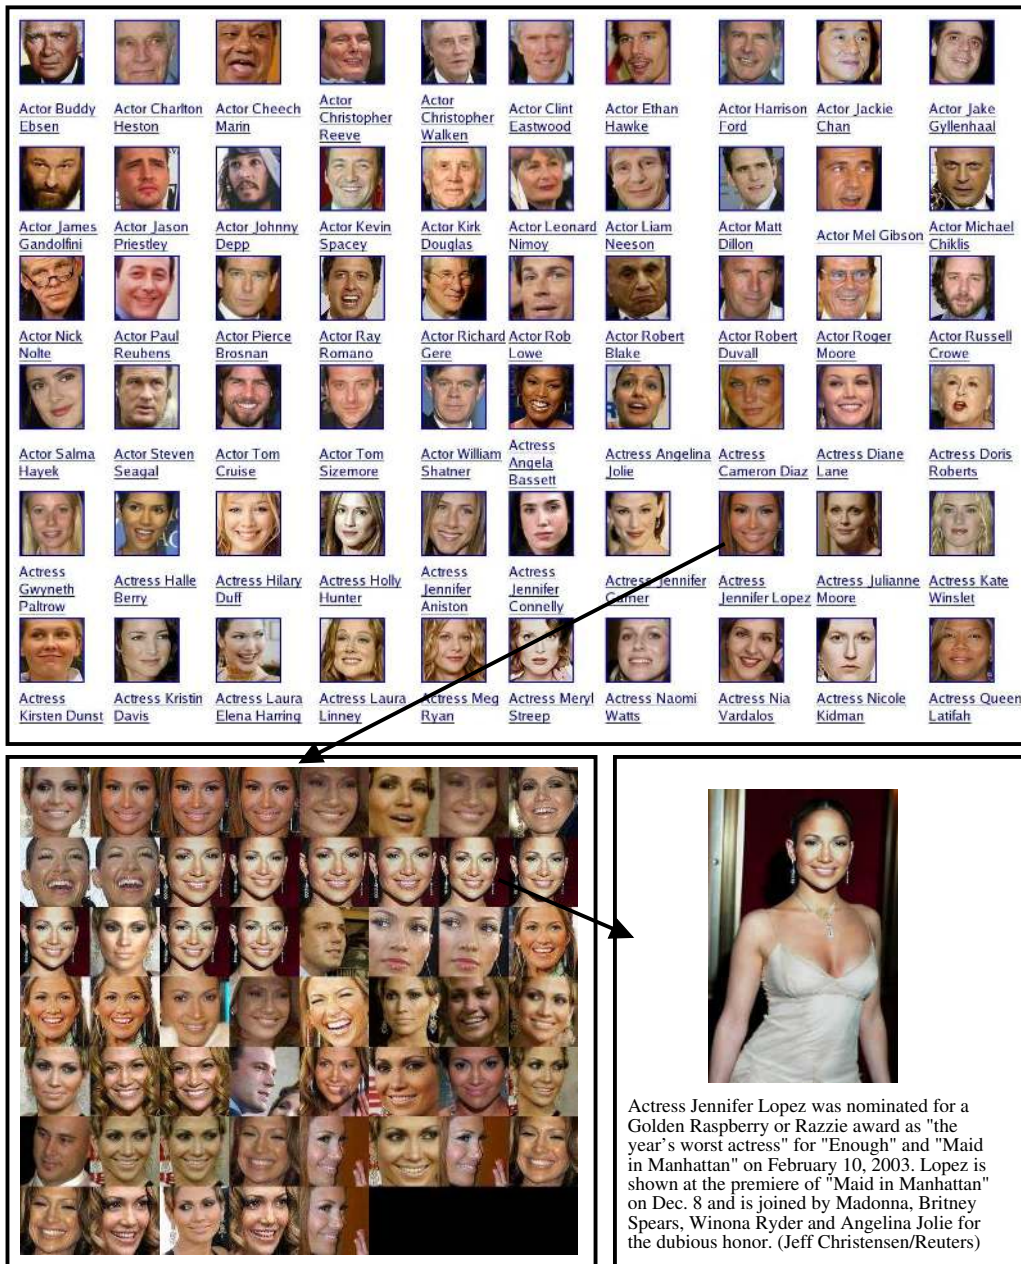 Actor Buddy Ebsen
Actor Charlton Heston
Actor Cheech Marin
Actor Christopher Reeve
Actor Christopher Walken
Actor Clint Eastwood
Actor Ethan Hawke
Actor Harrison Ford
Actor Jackie Chan
Actor Jake Gyllenhaal
Actor James Gandolfini
Actor Jason Priestley
Actor Johnny Depp
Actor Kevin Spacey
Actor Kirk Douglas
Actor Leonard Nimoy
Actor Liam Neeson
Actor Matt Dillon
Actor Mel Gibson
Actor Michael Chiklis
Actor Nick Nolte
Actor Paul Reubens
Actor Pierce Brosnan
Actor Ray Romano
Actor Richard Gere
Actor Rob Lowe
Actor Robert Blake
Actor Robert Duvall
Actor Roger Moore
Actor Russell Crowe
Actor Salma Hayek
Actor Steven Seagal
Actor Tom Cruise
Actor Tom Sizemore
Actor William Shatner
Actress Angela Bassett
Actress Angelina Jolie
Actress Cameron Diaz
Actress Diane Lane
Actress Doris Roberts
Actress Gwyneth Paltrow
Actress Halle Berry
Actress Hilary Duff
Actress Holly Hunter
Actress Jennifer Aniston
Actress Jennifer Connelly
Actress Jennifer Garner
Actress Jennifer Lopez
Actress Julianne Moore
Actress Kate Winslet
Actress Kirsten Dunst
Actress Kristin Davis
Actress Laura Elena Harring
Actress Laura Linney
Actress Meg Ryan
Actress Meryl Streep
Actress Naomi Watts
Actress Nia Vardalos
Actress Nicole Kidman
Actress Queen Latifah
Actress Jennifer Lopez was nominated for a
Golden Raspberry or Razzie award as "the
year's worst actress" for "Enough" and "Maid
in Manhattan" on February 10, 2003. Lopez is
shown at the premiere of "Maid in Manhattan"
on Dec. 8 and is joined by Madonna, Britney
Spears, Winona Ryder and Angelina Jolie for
the dubious honor. (Jeff Christensen/Reuters)